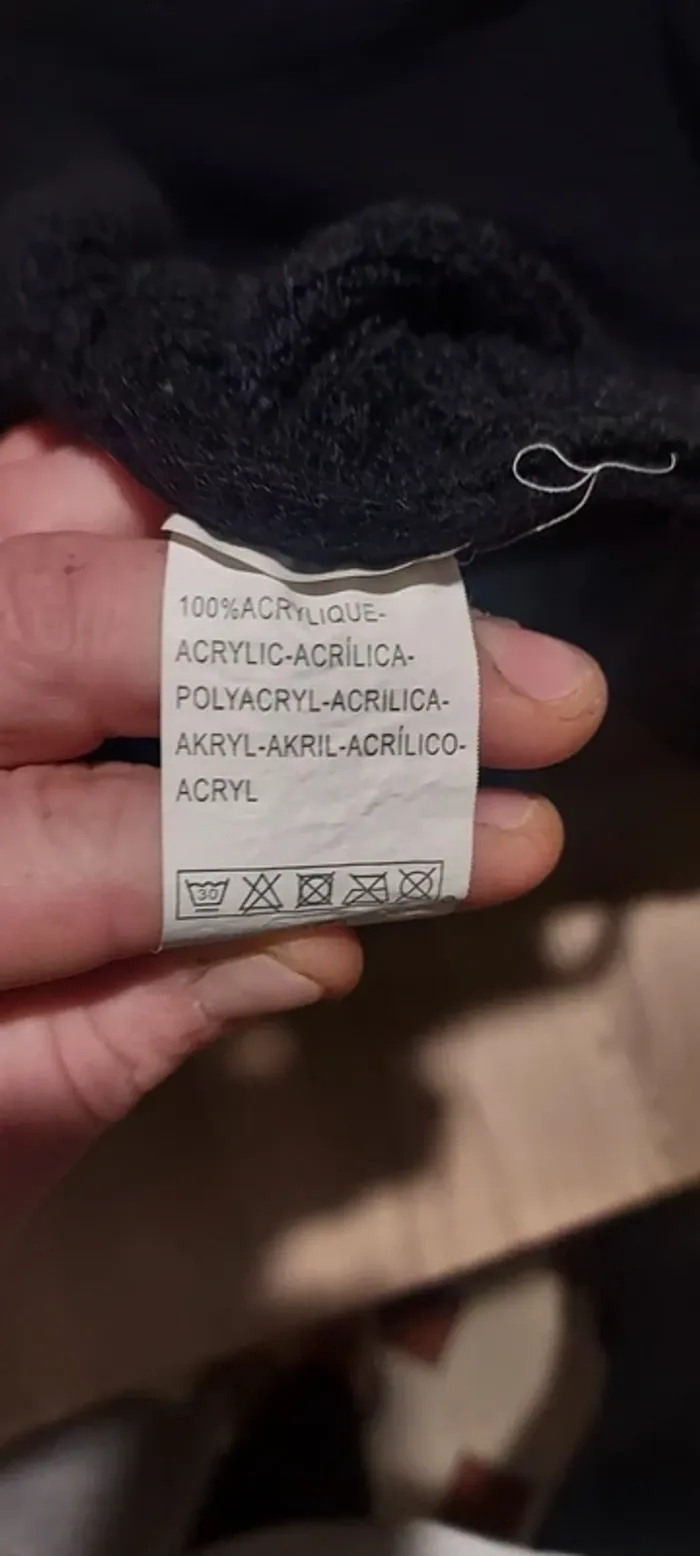 100%ACRYLIQUE-
ACRYLIC-ACRÍLICA-
POLYACRYL-ACRILICA-
AKRYL-AKRIL-ACRÍLICO-
ACRYL
30